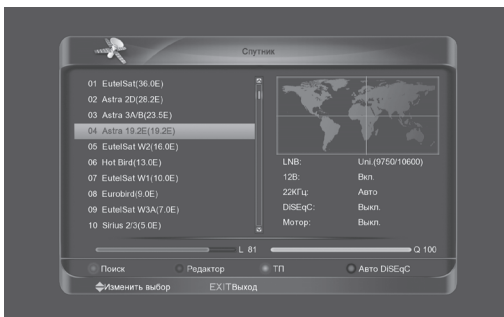 Спутник
01 EutelSat(36.0E)
02 Astra 2D(28.2E)
03 Astra 3A/B(23.5E)
04 Astra 19.2E(19.2E)
05 EutelSat W2(16.0E)
06 Hot Bird(13.0E)
07 EutelSat W1(10.0E)
08 Eurobird(9.0E)
09 EutelSat W3A(7.0E)
10 Sirius 2/3(5.0E)
LNB: Uni.(9750/10600)
12В: Вкл.
22КГц: Авто
DiSEqC: Выкл.
Мотор: Выкл.
L 81 Q 100
Поиск Редактор ТП Авто DiSEqC
Изменить выбор EXITВыход